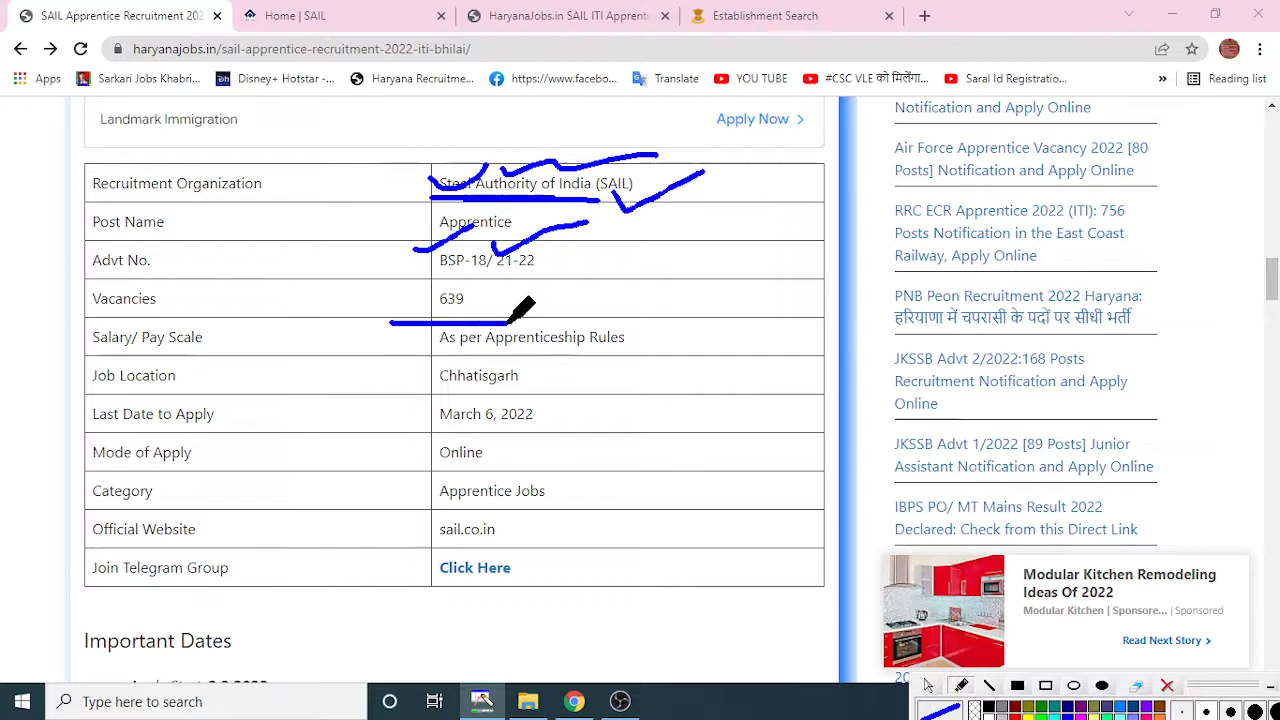 SAIL Apprentice Recruitment 202
Home | SAIL
HaryanaJobs.in SAIL ITI Apprenti
Establishment Search
haryanajobs.in/sail-apprentice-recruitment-2022-iti-bhilai/
Apps
Sarkari Jobs Khabri...
Disney+ Hotstar -...
Haryana Recruitme...
https://www.facebo...
Translate
YOU TUBE
#CSC VLE को मिलेंगा...
Saral Id Registratio...
»
Reading list
Landmark Immigration
Apply Now >
Recruitment Organization Steel Authority of India (SAIL)
Post Name Apprentice
Advt No. BSP-18/ 21-22
Vacancies 639
Salary/ Pay Scale As per Apprenticeship Rules
Job Location Chhatisgarh
Last Date to Apply March 6, 2022
Mode of Apply Online
Category Apprentice Jobs
Official Website sail.co.in
Join Telegram Group Click Here
Important Dates
Notification and Apply Online
Air Force Apprentice Vacancy 2022 [80
Posts] Notification and Apply Online
RRC ECR Apprentice 2022 (ITI): 756
Posts Notification in the East Coast
Railway, Apply Online
PNB Peon Recruitment 2022 Haryana:
हरियाणा में चपरासी के पदों पर सीधी भर्ती
JKSSB Advt 2/2022:168 Posts
Recruitment Notification and Apply
Online
JKSSB Advt 1/2022 [89 Posts] Junior
Assistant Notification and Apply Online
IBPS PO/ MT Mains Result 2022
Declared: Check from this Direct Link
Modular Kitchen Remodeling
Ideas Of 2022
Modular Kitchen | Sponsore... | Sponsored
Read Next Story >
Type here to search